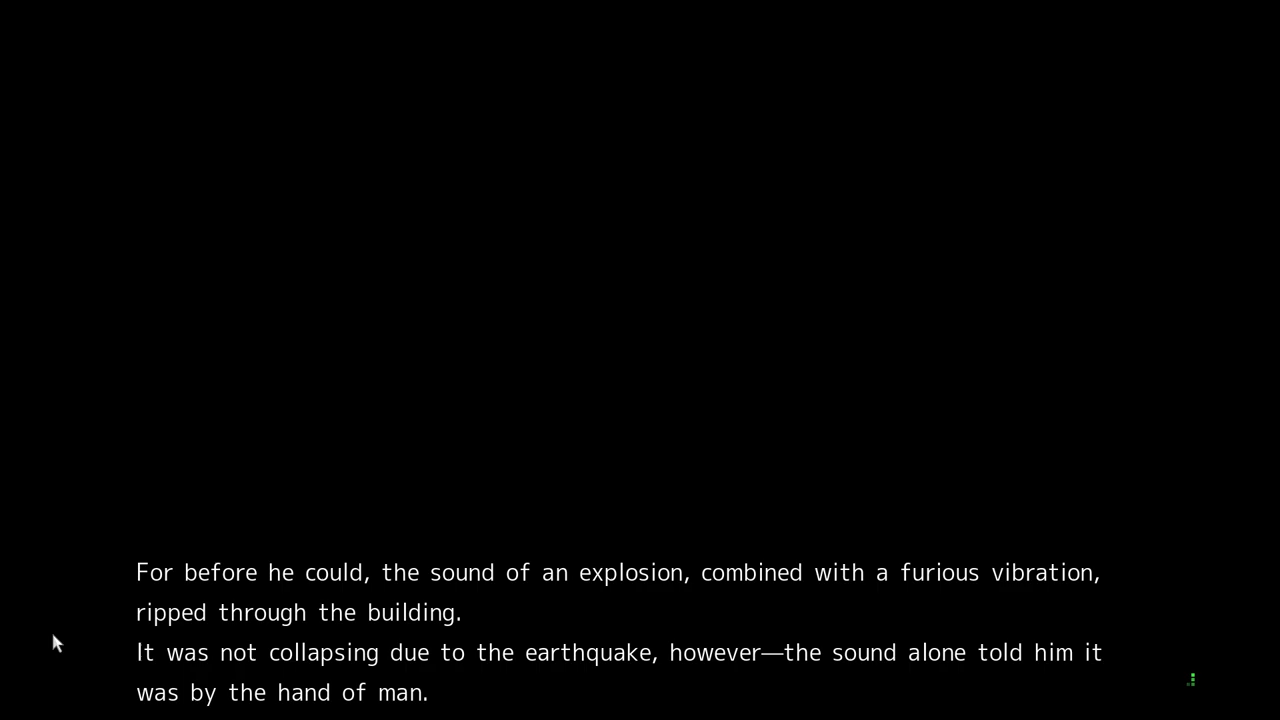 For before he could, the sound of an explosion, combined with a furious vibration,
ripped through the building.
It was not collapsing due to the earthquake, however—the sound alone told him it
was by the hand of man.